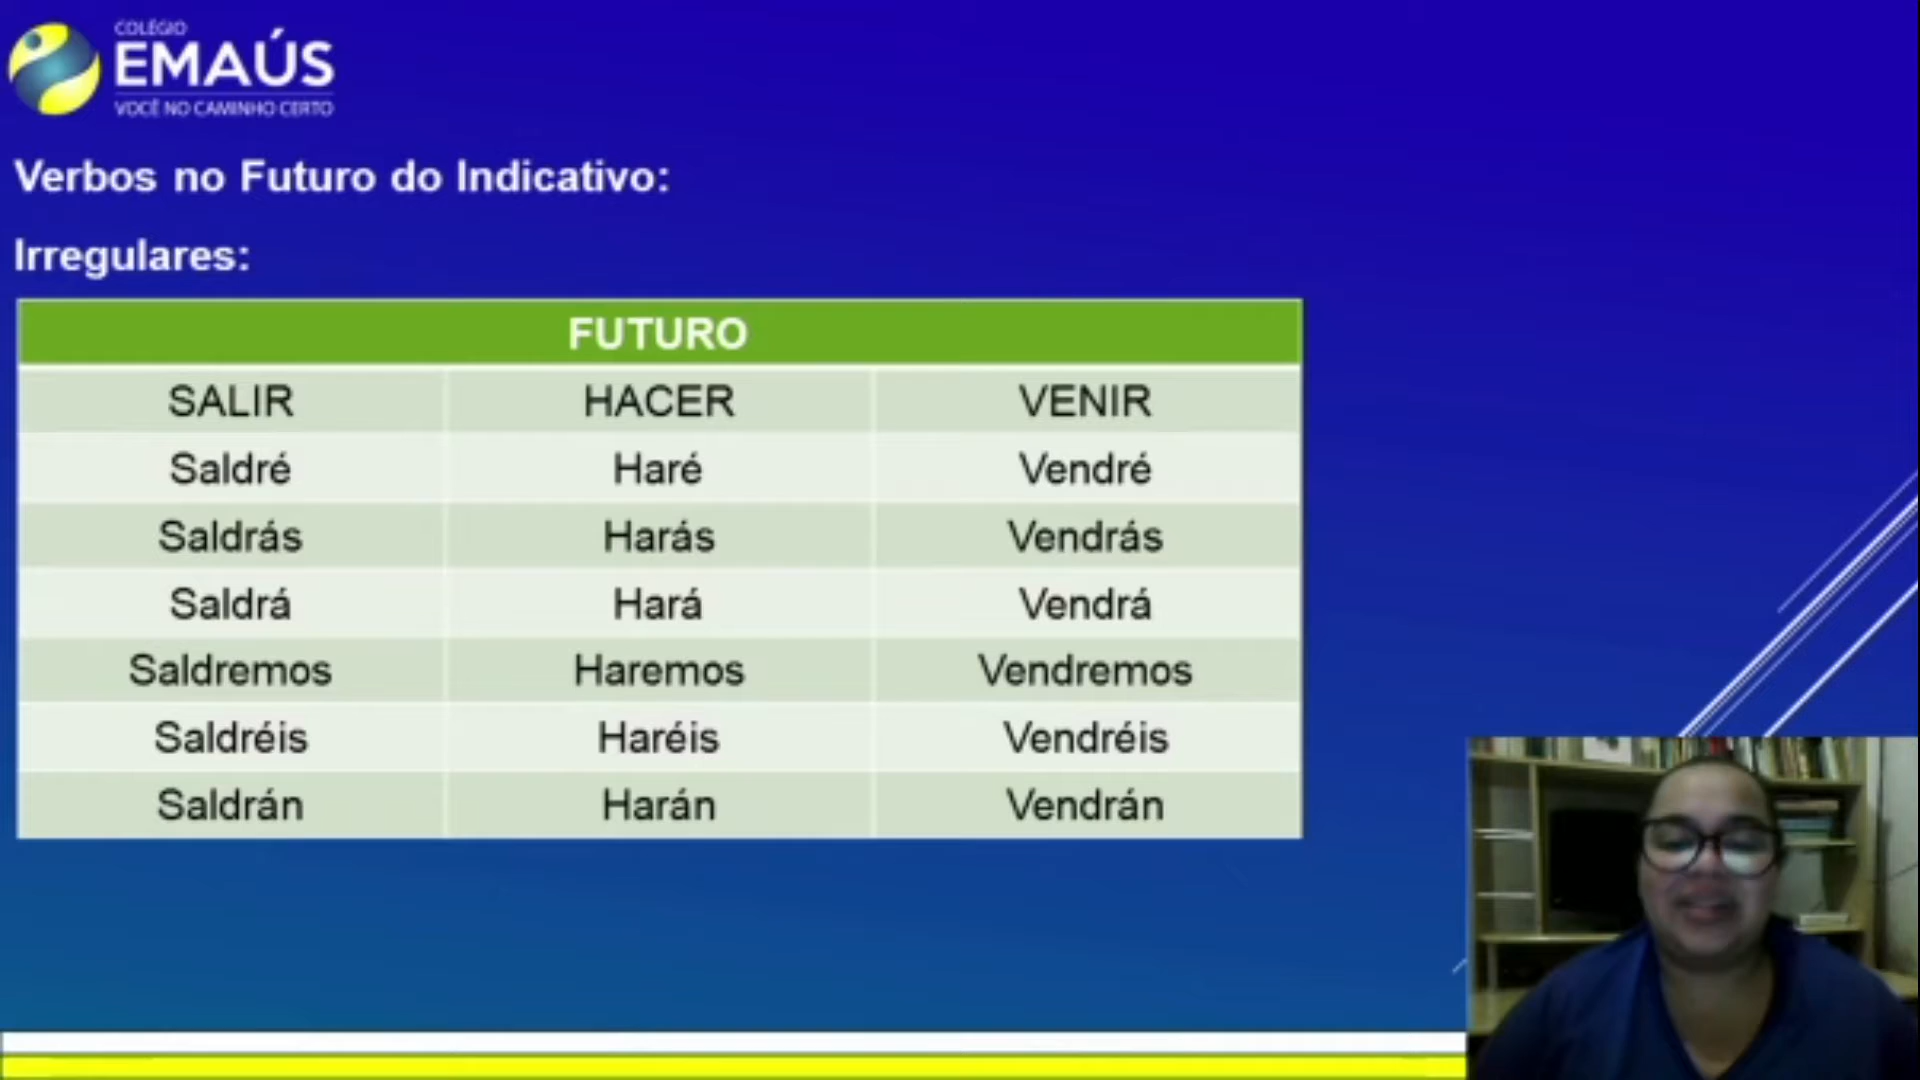 COLÉGIO
EMAÚS
VOCÊ NO CAMINHO CERTO
Verbos no Futuro do Indicativo:
Irregulares:
FUTURO
SALIR HACER VENIR
Saldré Haré Vendré
Saldrás Harás Vendrás
Saldrá Hará Vendrá
Saldremos Haremos Vendremos
Saldréis Haréis Vendréis
Saldrán Harán Vendrán